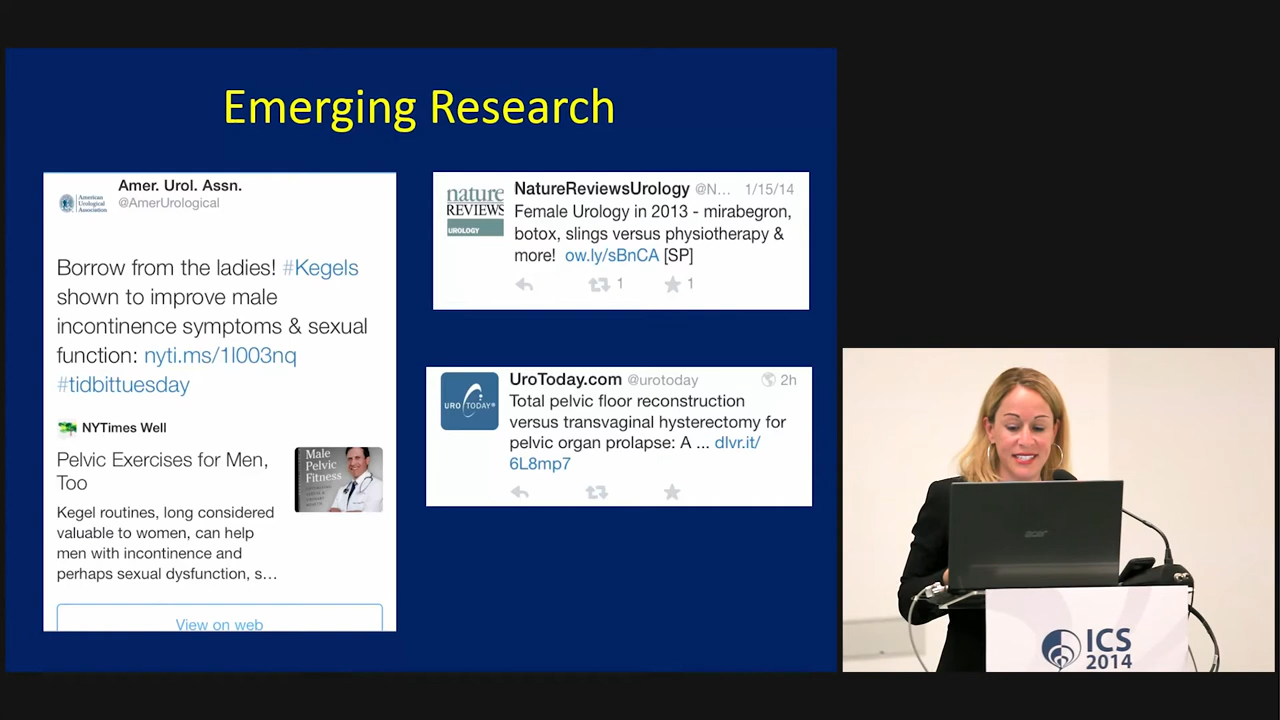 Emerging Research
Amer. Urol. Assn.
@AmerUrological
American
Urological
Association
Borrow from the ladies! #Kegels
shown to improve male
incontinence symptoms & sexual
function: nyti.ms/1l003nq
#tidbittuesday
NYTimes Well
Pelvic Exercises for Men,
Too
Male
Pelvic
Fitness
Kegel routines, long considered
valuable to women, can help
men with incontinence and
perhaps sexual dysfunction, s...
View on web
nature
REVIEWS
UROLOGY
NatureReviewsUrology @N... 1/15/14
Female Urology in 2013 - mirabegron,
botox, slings versus physiotherapy &
more! ow.ly/sBnCA [SP]
1 1
URO TODAY
UroToday.com @urotoday 2h
Total pelvic floor reconstruction
versus transvaginal hysterectomy for
pelvic organ prolapse: A ... dlvr.it/
6L8mp7
acer
ICS
2014